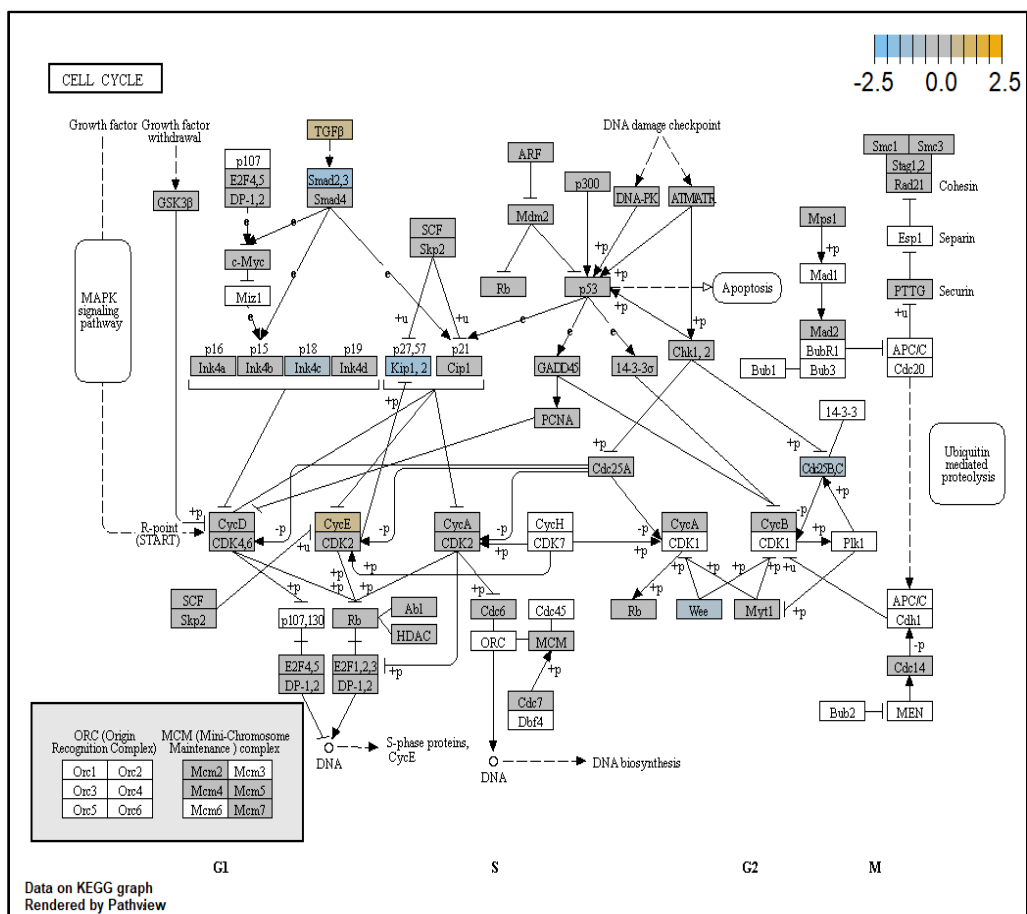 -2.5 0.0 2.5
CELL CYCLE
Growth factor
Growth factor
withdrawal
TGFβ
DNA damage checkpoint
p107
E2F4,5
DP-1,2
Smad2,3
Smad4
GSK3β
ARF
p300
DNA-PK
ATM/ATR
Smc1 Smc3
Stag1,2
Rad21
Cohesin
Mdm2
SCF
Skp2
Mps1
+p
Esp1
Separin
e
e
c-Myc
Miz1
e
e
e
+u
+u
Rb
p53
+p
+p
+p
+p
Apoptosis
Mad1
PTTG
Securin
+u
MAPK
signaling
pathway
e
e
e
Mad2
BubR1
Bub3
Bub1
APC/C
Cdc20
p16
Ink4a
p15
Ink4b
p18
Ink4c
p19
Ink4d
p27,57
Kip1, 2
p21
Cip1
GADD45
14-3-3σ
Chk1, 2
+p
PCNA
14-3-3
+p
+p
Cdc25A
Cdc25B,C
Ubiquitin
mediated
proteolysis
R-point
(START)
+p
CycD
CDK4,6
-p
CycE
CDK2
-p
CycA
CDK2
-p
+p
CycH
CDK7
-p
+p
CycA
CDK1
CycB
CDK1
-p
+p
+p
Plk1
+u
+p
+p
+p
+p
+p
+p
+p
+p
+p
+u
SCF
Skp2
p107,130
Rb
Abl
HDAC
Cdc6
Cdc45
ORC
MCM
Rb
Wee
Myt1
+p
APC/C
Cdh1
-p
E2F4,5
DP-1,2
E2F1,2,3
DP-1,2
+p
+p
Cdc7
Dbf4
Cdc14
Bub2
MEN
DNA
S-phase proteins,
CycE
DNA
DNA biosynthesis
ORC (Origin
Recognition Complex)
Orc1 Orc2
Orc3 Orc4
Orc5 Orc6
MCM (Mini-Chromosome
Maintenance ) complex
Mcm2 Mcm3
Mcm4 Mcm5
Mcm6 Mcm7
G1 S G2 M
Data on KEGG graph
Rendered by Pathview